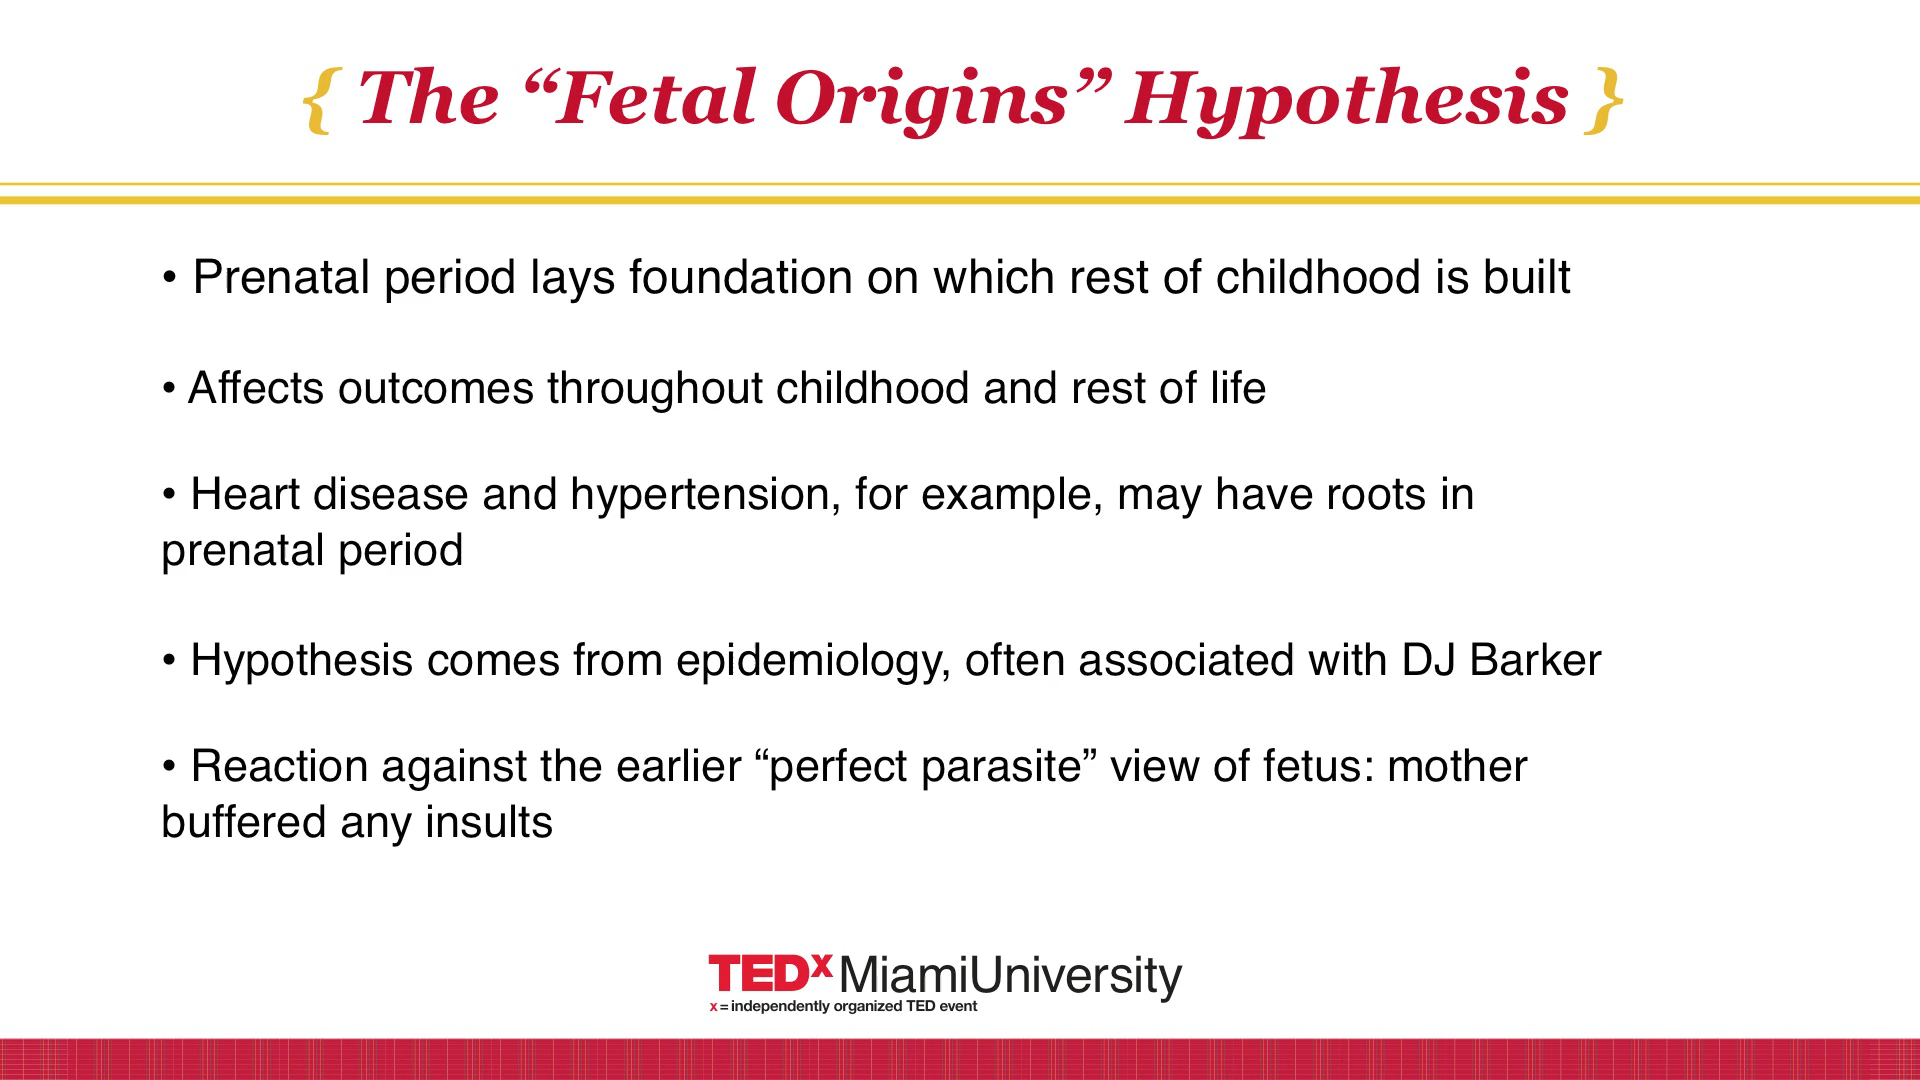 { The “Fetal Origins” Hypothesis }
• Prenatal period lays foundation on which rest of childhood is built
• Affects outcomes throughout childhood and rest of life
• Heart disease and hypertension, for example, may have roots in
prenatal period
• Hypothesis comes from epidemiology, often associated with DJ Barker
• Reaction against the earlier “perfect parasite” view of fetus: mother
buffered any insults
TEDx MiamiUniversity
x = independently organized TED event